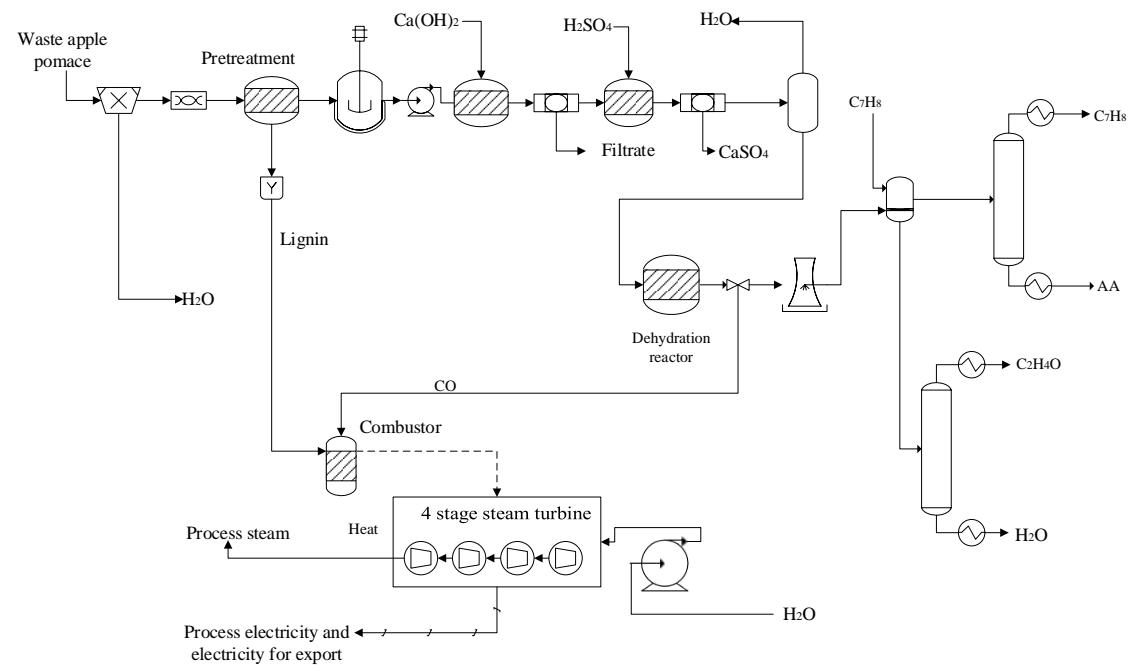 Waste apple
pomace
Pretreatment
Ca(OH)2
H2SO4
H2O
Filtrate
CaSO4
C7H8
C7H8
Y
Lignin
H2O
AA
Dehydration
reactor
C2H4O
CO
Combustor
4 stage steam turbine
Heat
Process steam
H2O
H2O
Process electricity and
electricity for export